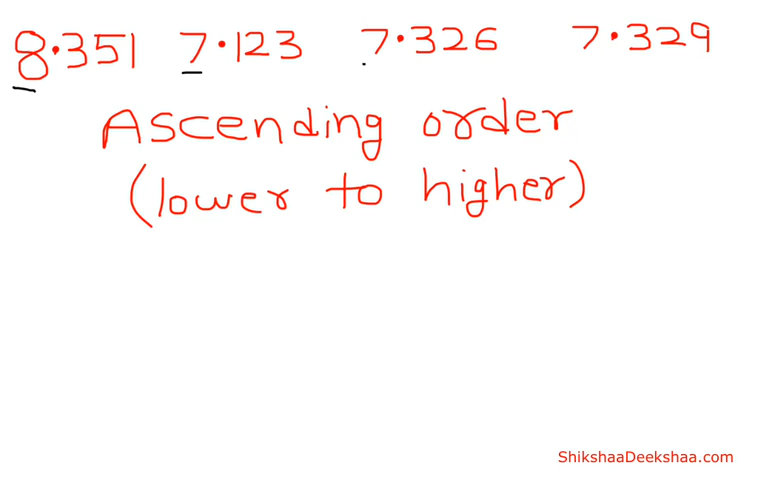 8.351 7.123 7.326 7.329
Ascending order
(lower to higher)
ShikshaaDeekshaa.com